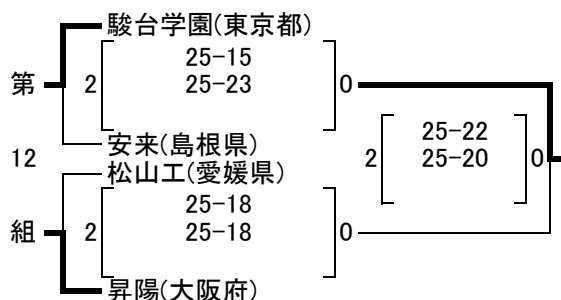 駿台学園(東京都)
25-15
第 2 25-23 0
25-22
安来(島根県)
12 2 25-20 0
松山工(愛媛県)
25-18
組 2 25-18 0
昇陽(大阪府)